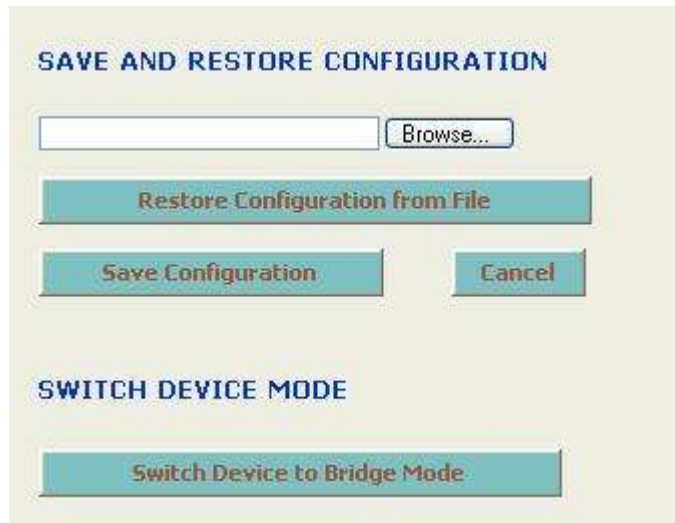 SAVE AND RESTORE CONFIGURATION
Browse...
Restore Configuration from File
Save Configuration Cancel
SWITCH DEVICE MODE
Switch Device to Bridge Mode